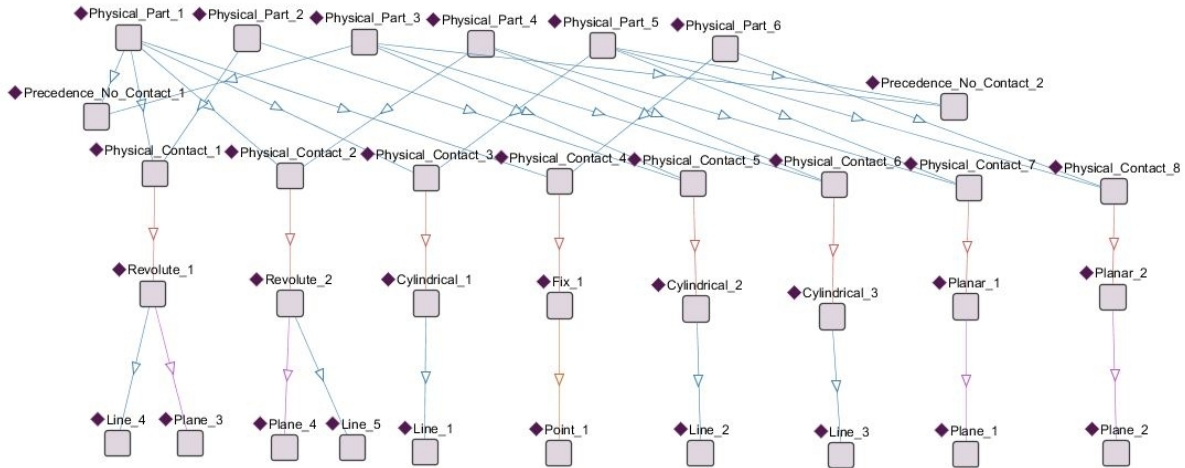 Physical_Part_1
Physical_Part_2
Physical_Part_3
Physical_Part_4
Physical_Part_5
Physical_Part_6
Precedence_No_Contact_1
Precedence_No_Contact_2
Physical_Contact_1
Physical_Contact_2
Physical_Contact_3
Physical_Contact_4
Physical_Contact_5
Physical_Contact_6
Physical_Contact_7
Physical_Contact_8
Revolute_1
Revolute_2
Cylindrical_1
Fix_1
Cylindrical_2
Cylindrical_3
Planar_1
Planar_2
Line_4
Plane_3
Plane_4
Line_5
Line_1
Point_1
Line_2
Line_3
Plane_1
Plane_2